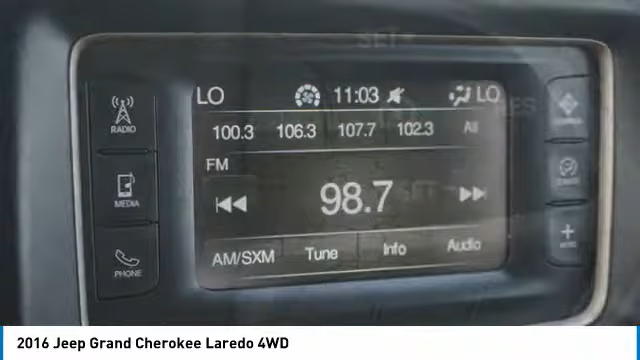 LO 11:03 LO
100.3 106.3 107.7 102.3 All
FM
98.7
AM/SXM Tune Info Audio
RADIO
MEDIA
PHONE
2016 Jeep Grand Cherokee Laredo 4WD